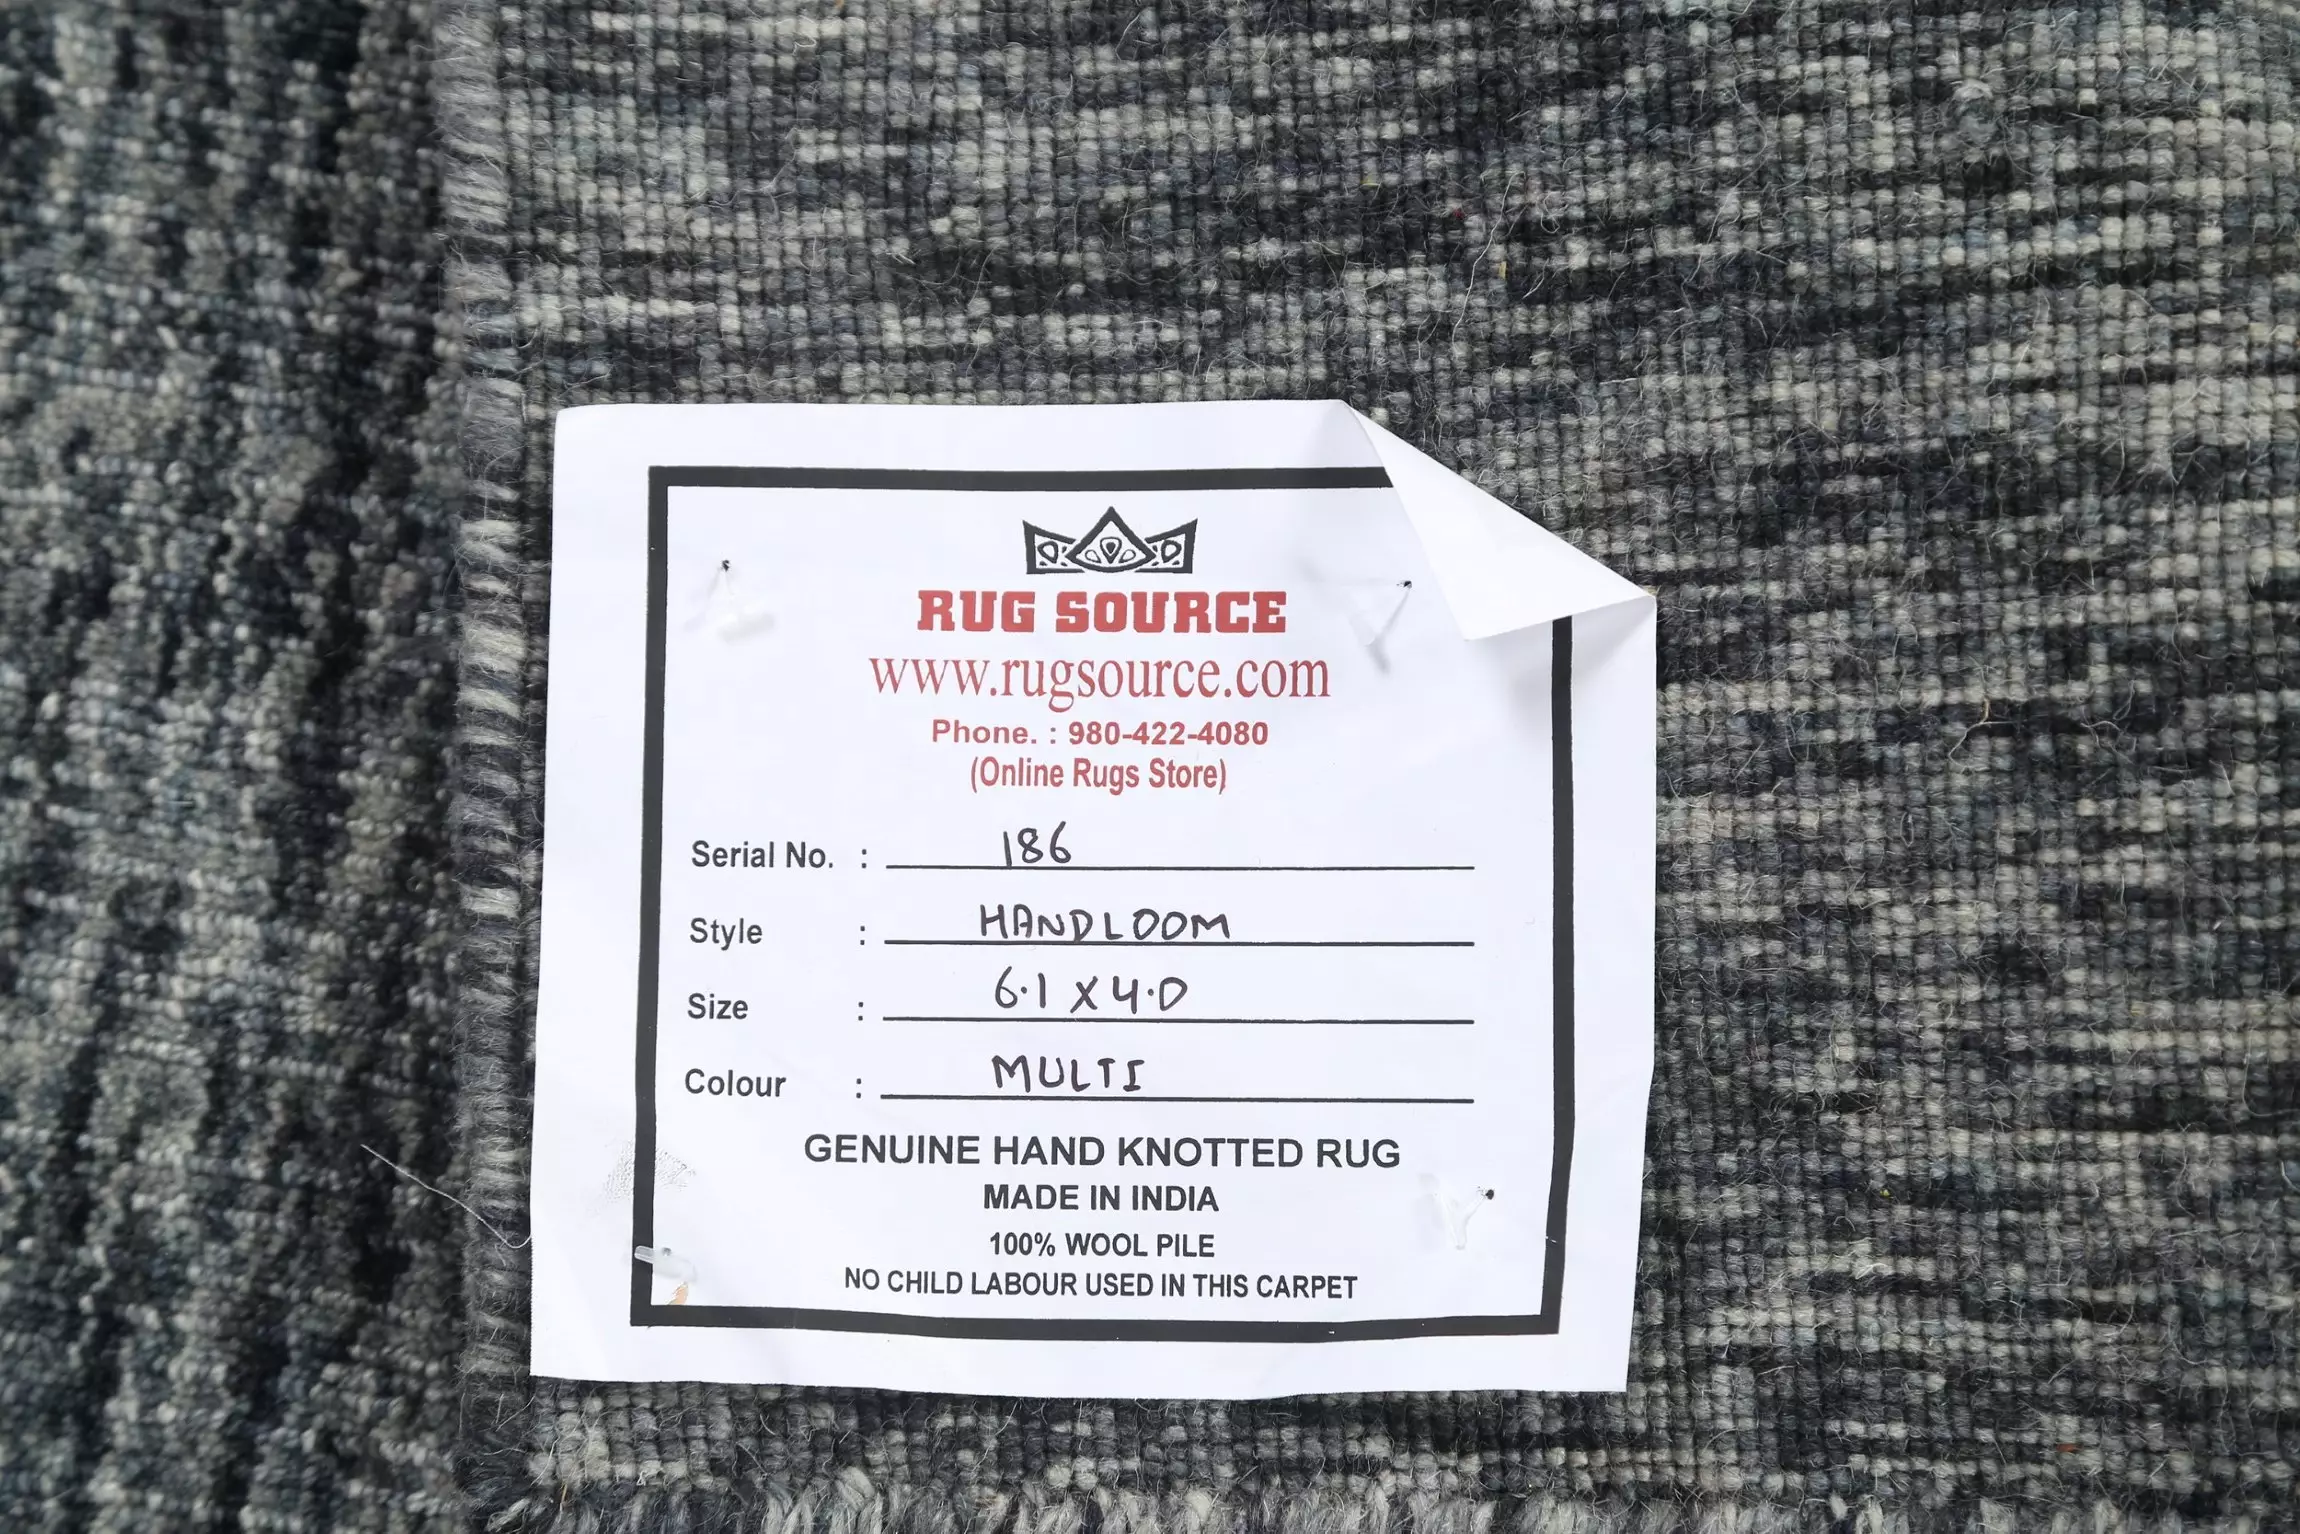 RUG SOURCE
www.rugsource.com
Phone. : 980-422-4080
(Online Rugs Store)
Serial No. : 186
Style : HANDLOOM
Size : 6.1 X 4.0
Colour : MULTI
GENUINE HAND KNOTTED RUG
MADE IN INDIA
100% WOOL PILE
NO CHILD LABOUR USED IN THIS CARPET